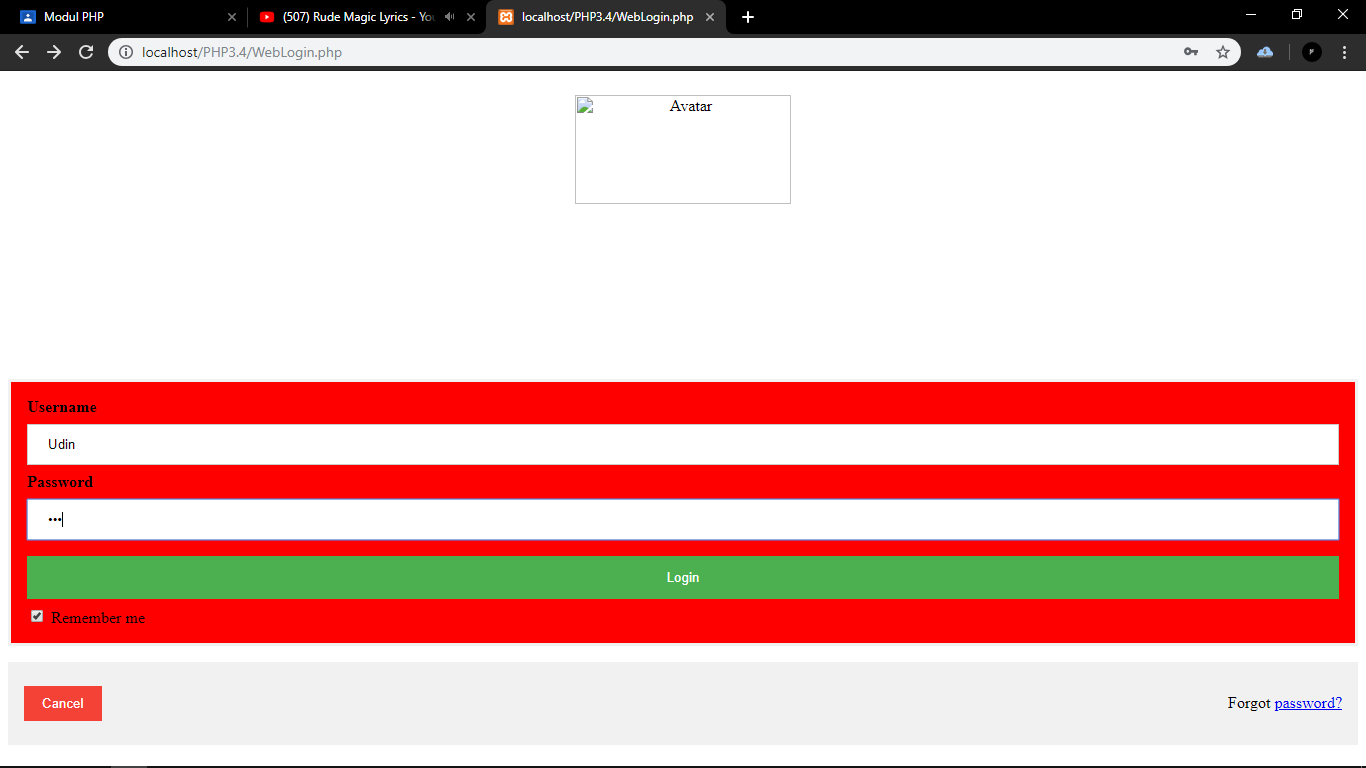 Modul PHP
(507) Rude Magic Lyrics - You
localhost/PHP3.4/WebLogin.php
localhost/PHP3.4/WebLogin.php
Avatar
Username
Udin
Password
•••
Login
Remember me
Cancel
Forgot password?